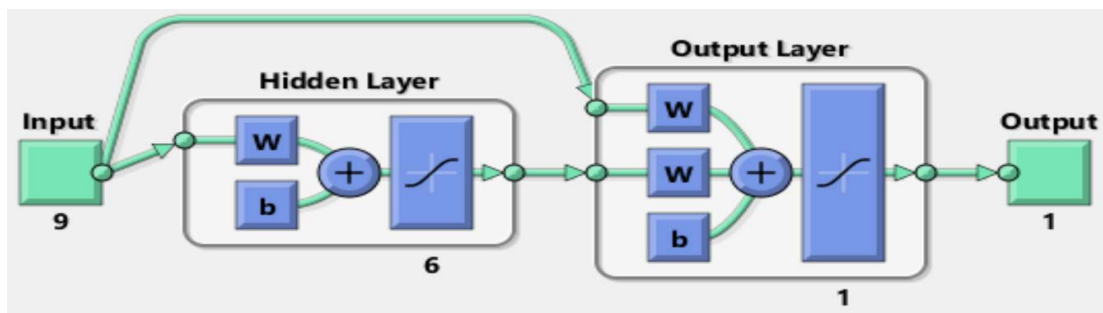 Input
9
Hidden Layer
W
b
+
6
Output Layer
W
W
b
+
1
Output
1